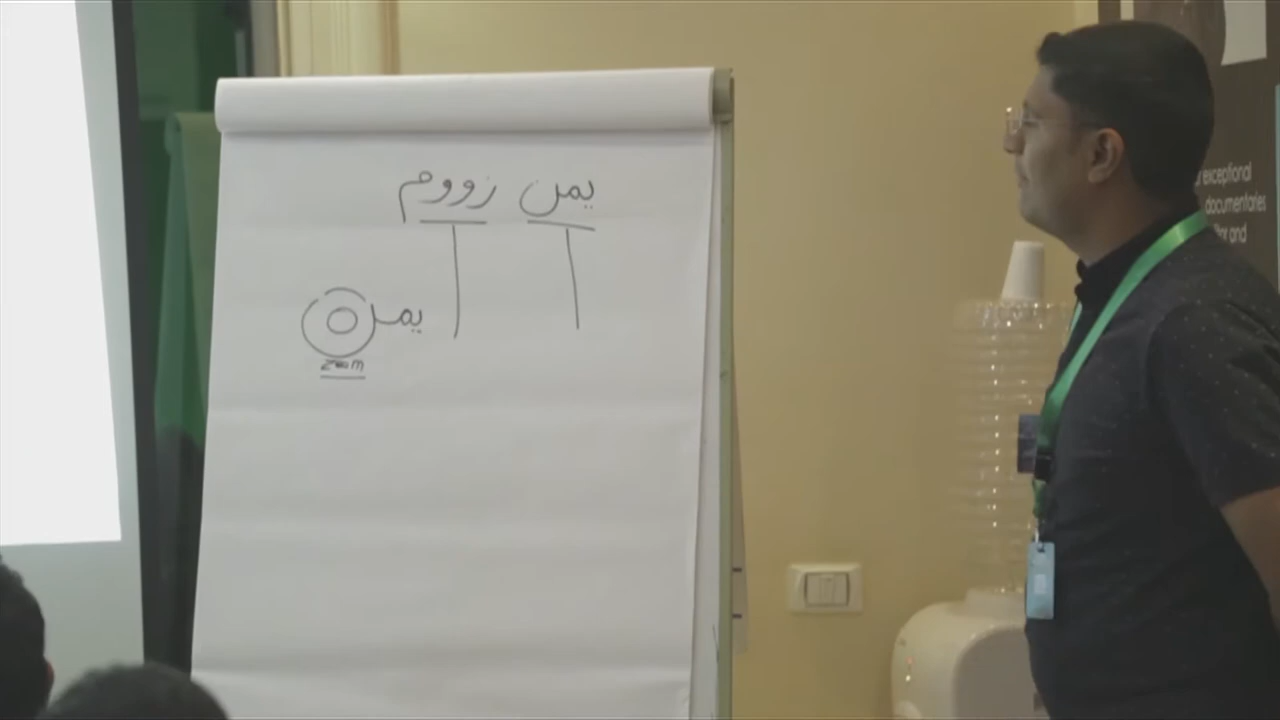 يمن زووم
يمن
zoom
exceptional
documentaries
and